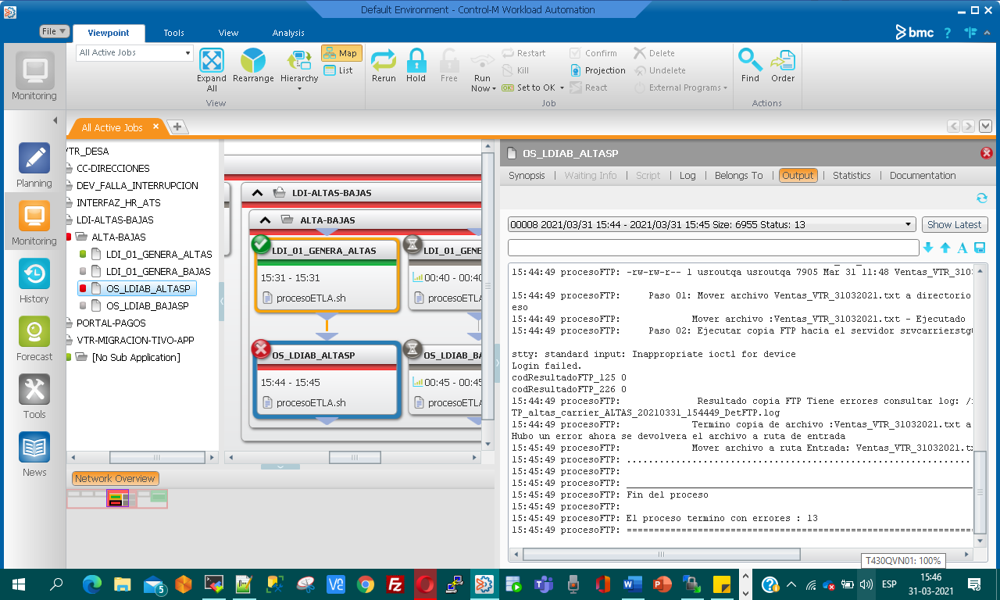 Default Environment - Control-M Workload Automation
File
Viewpoint
Tools
View
Analysis
bmc
?
All Active Jobs
Expand All
Rearrange
Hierarchy
Map
List
View
Rerun
Hold
Free
Run Now
Restart
Kill
Set to OK
Confirm
Projection
React
Delete
Undelete
External Programs
Job
Find
Order
Actions
Monitoring
Planning
Monitoring
History
Forecast
Tools
News
All Active Jobs
VTR_DESA
CC-DIRECCIONES
DEV_FALLA_INTERRUPCION
INTERFAZ_HR_ATS
LDI-ALTAS-BAJAS
ALTA-BAJAS
LDI_01_GENERA_ALTAS
LDI_01_GENERA_BAJAS
OS_LDIAB_ALTASP
OS_LDIAB_BAJASP
PORTAL-PAGOS
VTR-MIGRACION-TIVO-APP
[No Sub Application]
LDI-ALTAS-BAJAS
ALTA-BAJAS
LDI_01_GENERA_ALTAS
15:31 - 15:31
procesoETLA.sh
LDI_01_GENE
00:40 - 00:40
procesoETLA
OS_LDIAB_ALTASP
15:44 - 15:45
procesoETLA.sh
OS_LDIAB_BA
00:45 - 00:45
procesoETLA
Network Overview
OS_LDIAB_ALTASP
Synopsis | Waiting Info | Script | Log | Belongs To | Output | Statistics | Documentation
00008 2021/03/31 15:44 - 2021/03/31 15:45 Size: 6955 Status: 13
Show Latest
15:44:49 procesoFTP: -rw-rw-r-- 1 usroutqa usroutqa 7905 Mar 31 11:48 Ventas_VTR_310
15:44:49 procesoFTP: Paso 01: Mover archivo Ventas_VTR_31032021.txt a directorio
eso
15:44:49 procesoFTP: Mover archivo :Ventas_VTR_31032021.txt - Ejecutado
15:44:49 procesoFTP: Paso 02: Ejecutar copia FTP hacia el servidor srvcarrierstg
stty: standard input: Inappropriate ioctl for device
Login failed.
codResultadoFTP_125 0
codResultadoFTP_226 0
15:45:49 procesoFTP: Resultado copia FTP Tiene errores consultar log: /
TP_altas_carrier_ALTAS_20210331_154449_DetFTP.log
15:45:49 procesoFTP: Termino copia de archivo :Ventas_VTR_31032021.txt a
Hubo un error ahora se devolvera el archivo a ruta de entrada
15:45:49 procesoFTP: Mover archivo a ruta Entrada: Ventas_VTR_31032021.t
15:45:49 procesoFTP: ................................................................
15:45:49 procesoFTP:
15:45:49 procesoFTP: ________________________________________________________________
15:45:49 procesoFTP: Fin del proceso
15:45:49 procesoFTP:
15:45:49 procesoFTP: El proceso termino con errores : 13
15:45:49 procesoFTP: ================================================================
T430QVN01: 100%
5
ESP
15:46
31-03-2021